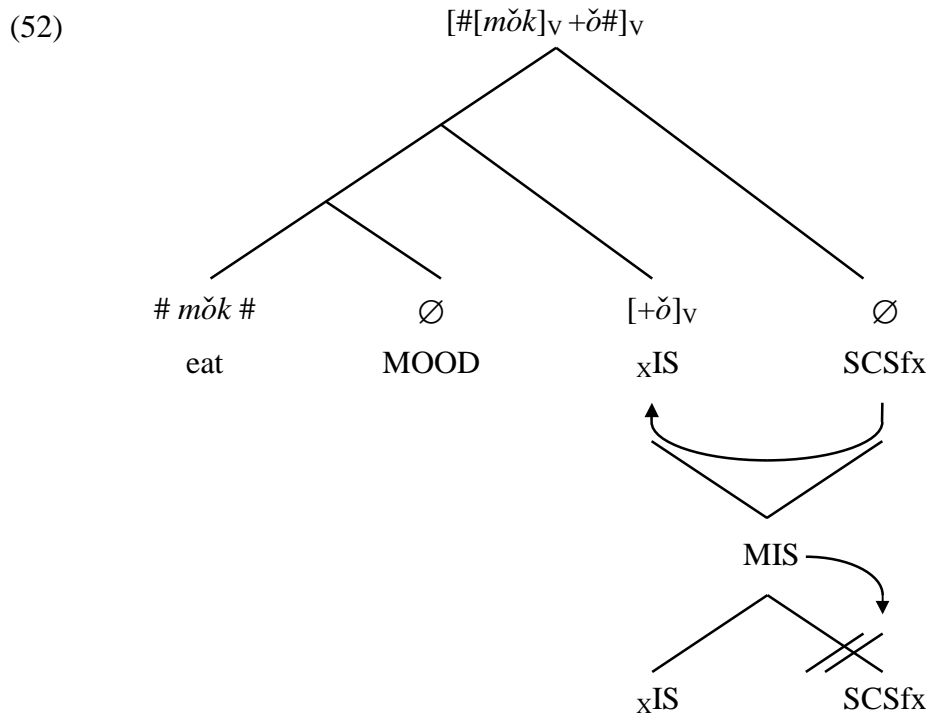 (52) [#[mǒk]V +ǒ#]V
# mǒk # ∅ [+ǒ]V ∅
eat MOOD XIS SCSfx
MIS
XIS SCSfx